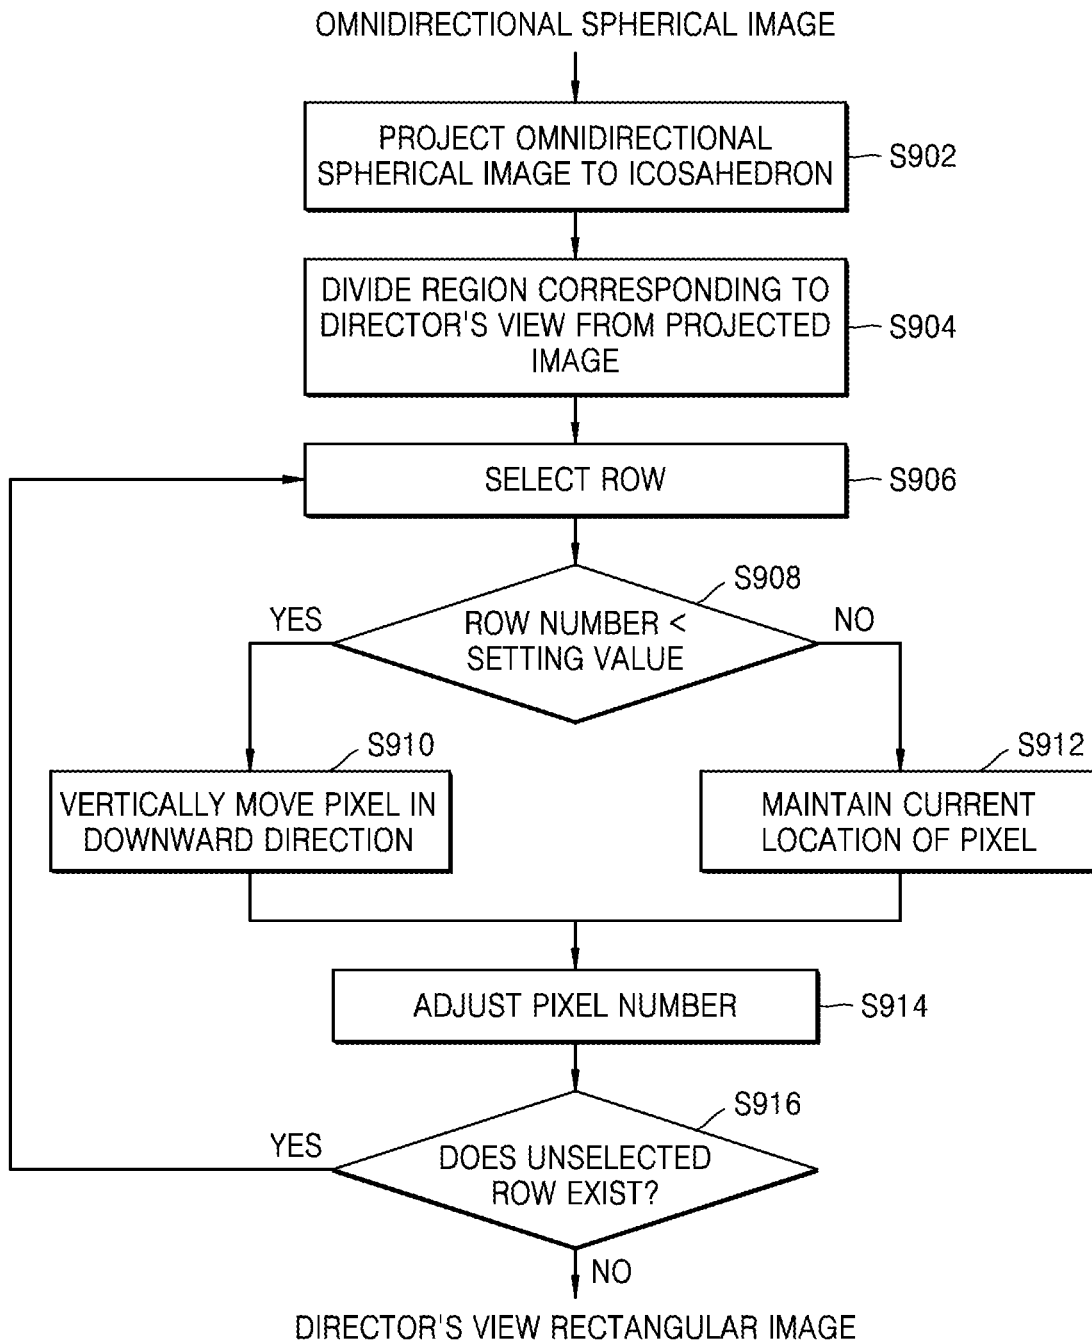 OMNIDIRECTIONAL SPHERICAL IMAGE
PROJECT OMNIDIRECTIONAL
SPHERICAL IMAGE TO ICOSAHEDRON
S902
DIVIDE REGION CORRESPONDING TO
DIRECTOR'S VIEW FROM PROJECTED
IMAGE
S904
SELECT ROW
S906
S908
YES
ROW NUMBER <
SETTING VALUE
NO
S910
VERTICALLY MOVE PIXEL IN
DOWNWARD DIRECTION
S912
MAINTAIN CURRENT
LOCATION OF PIXEL
ADJUST PIXEL NUMBER
S914
S916
YES
DOES UNSELECTED
ROW EXIST?
NO
DIRECTOR'S VIEW RECTANGULAR IMAGE